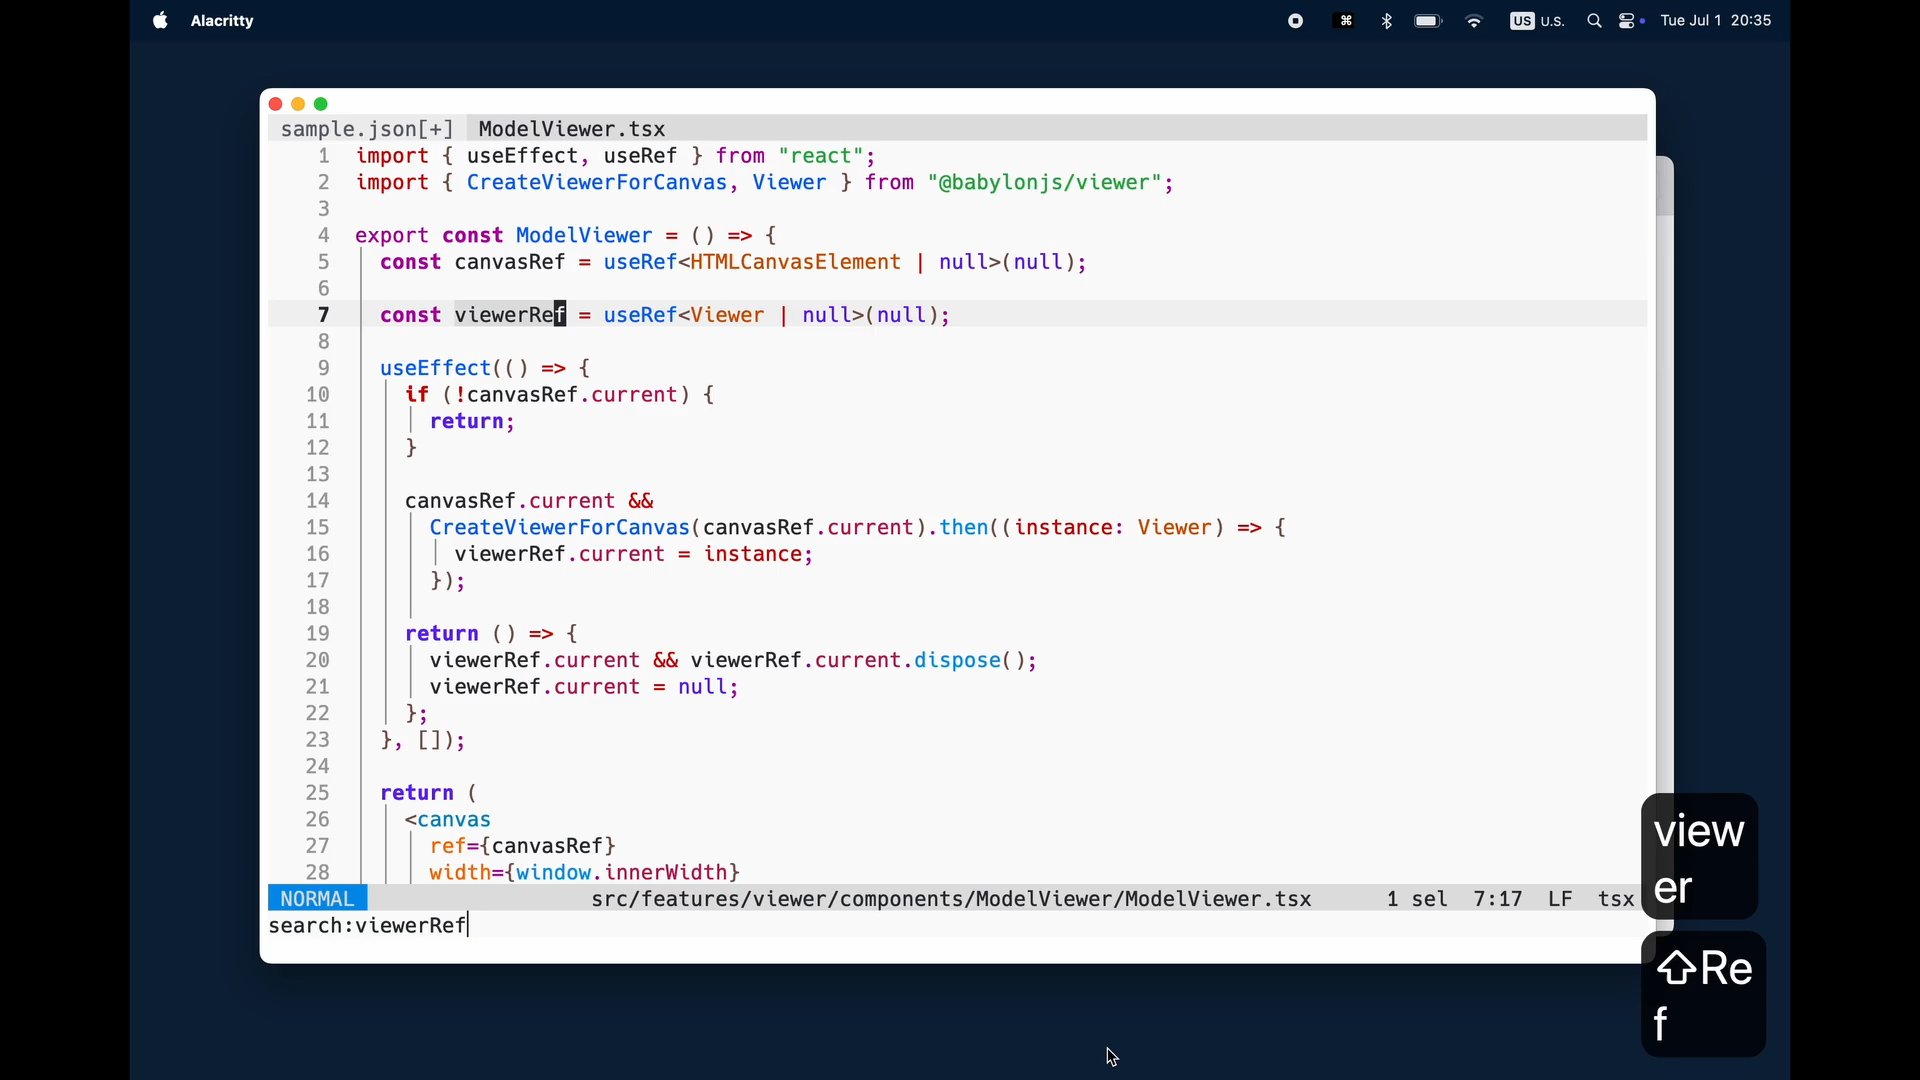 Alacritty
⌘
US U.S.
Tue Jul 1 20:35
sample.json[+] ModelViewer.tsx
1 import { useEffect, useRef } from "react";
2 import { CreateViewerForCanvas, Viewer } from "@babylonjs/viewer";
3
4 export const ModelViewer = () => {
5 const canvasRef = useRef<HTMLCanvasElement | null>(null);
6
7 const viewerRef = useRef<Viewer | null>(null);
8
9 useEffect(() => {
10 if (!canvasRef.current) {
11 return;
12 }
13
14 canvasRef.current &&
15 CreateViewerForCanvas(canvasRef.current).then((instance: Viewer) => {
16 viewerRef.current = instance;
17 });
18
19 return () => {
20 viewerRef.current && viewerRef.current.dispose();
21 viewerRef.current = null;
22 };
23 }, []);
24
25 return (
26 <canvas
27 ref={canvasRef}
28 width={window.innerWidth}
NORMAL src/features/viewer/components/ModelViewer/ModelViewer.tsx 1 sel 7:17 LF tsx
search:viewerRef
view
er
⇧Re
f